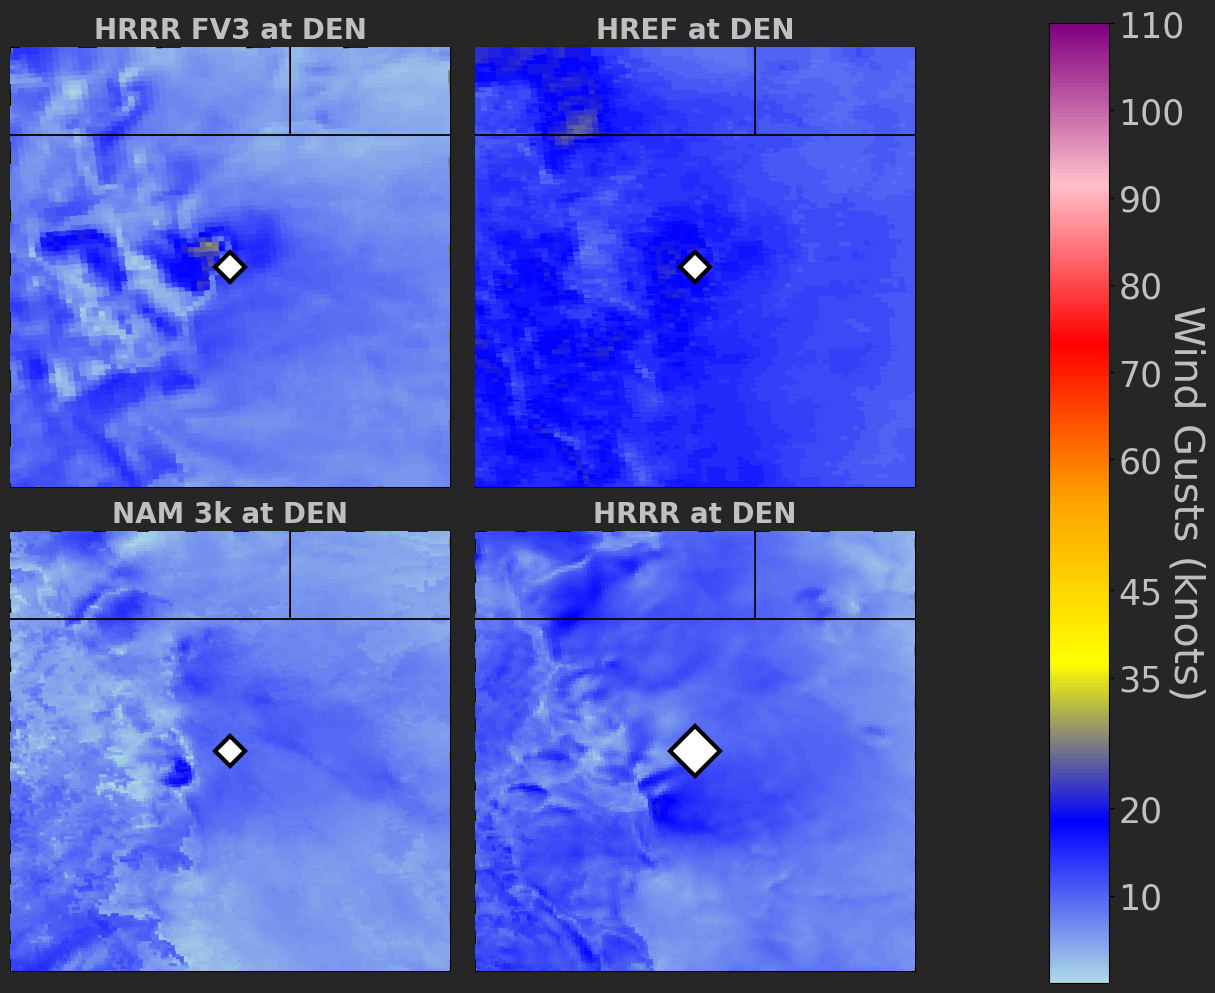 HRRR FV3 at DEN
HREF at DEN
NAM 3k at DEN
HRRR at DEN
110
100
90
80
70
60
45
35
20
10
Wind Gusts (knots)